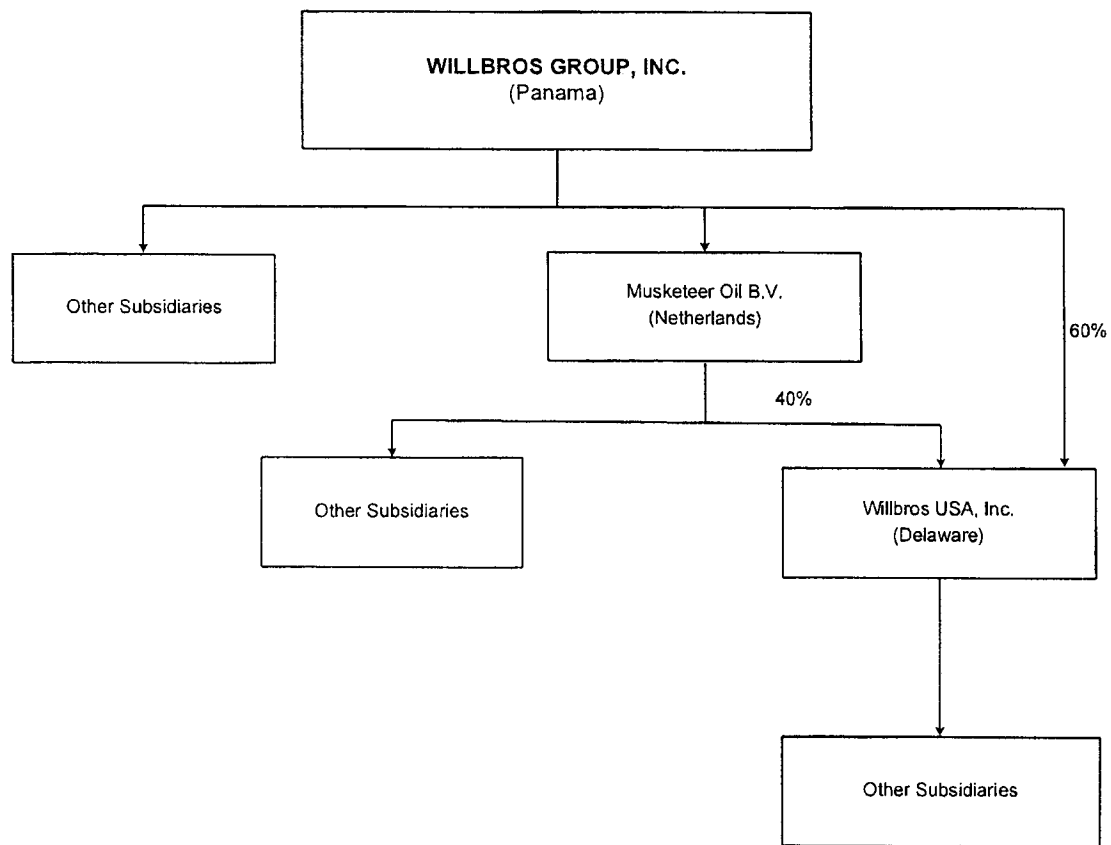 WILLBROS GROUP, INC.
(Panama)
Other Subsidiaries
Musketeer Oil B.V.
(Netherlands)
60%
40%
Other Subsidiaries
Willbros USA, Inc.
(Delaware)
Other Subsidiaries